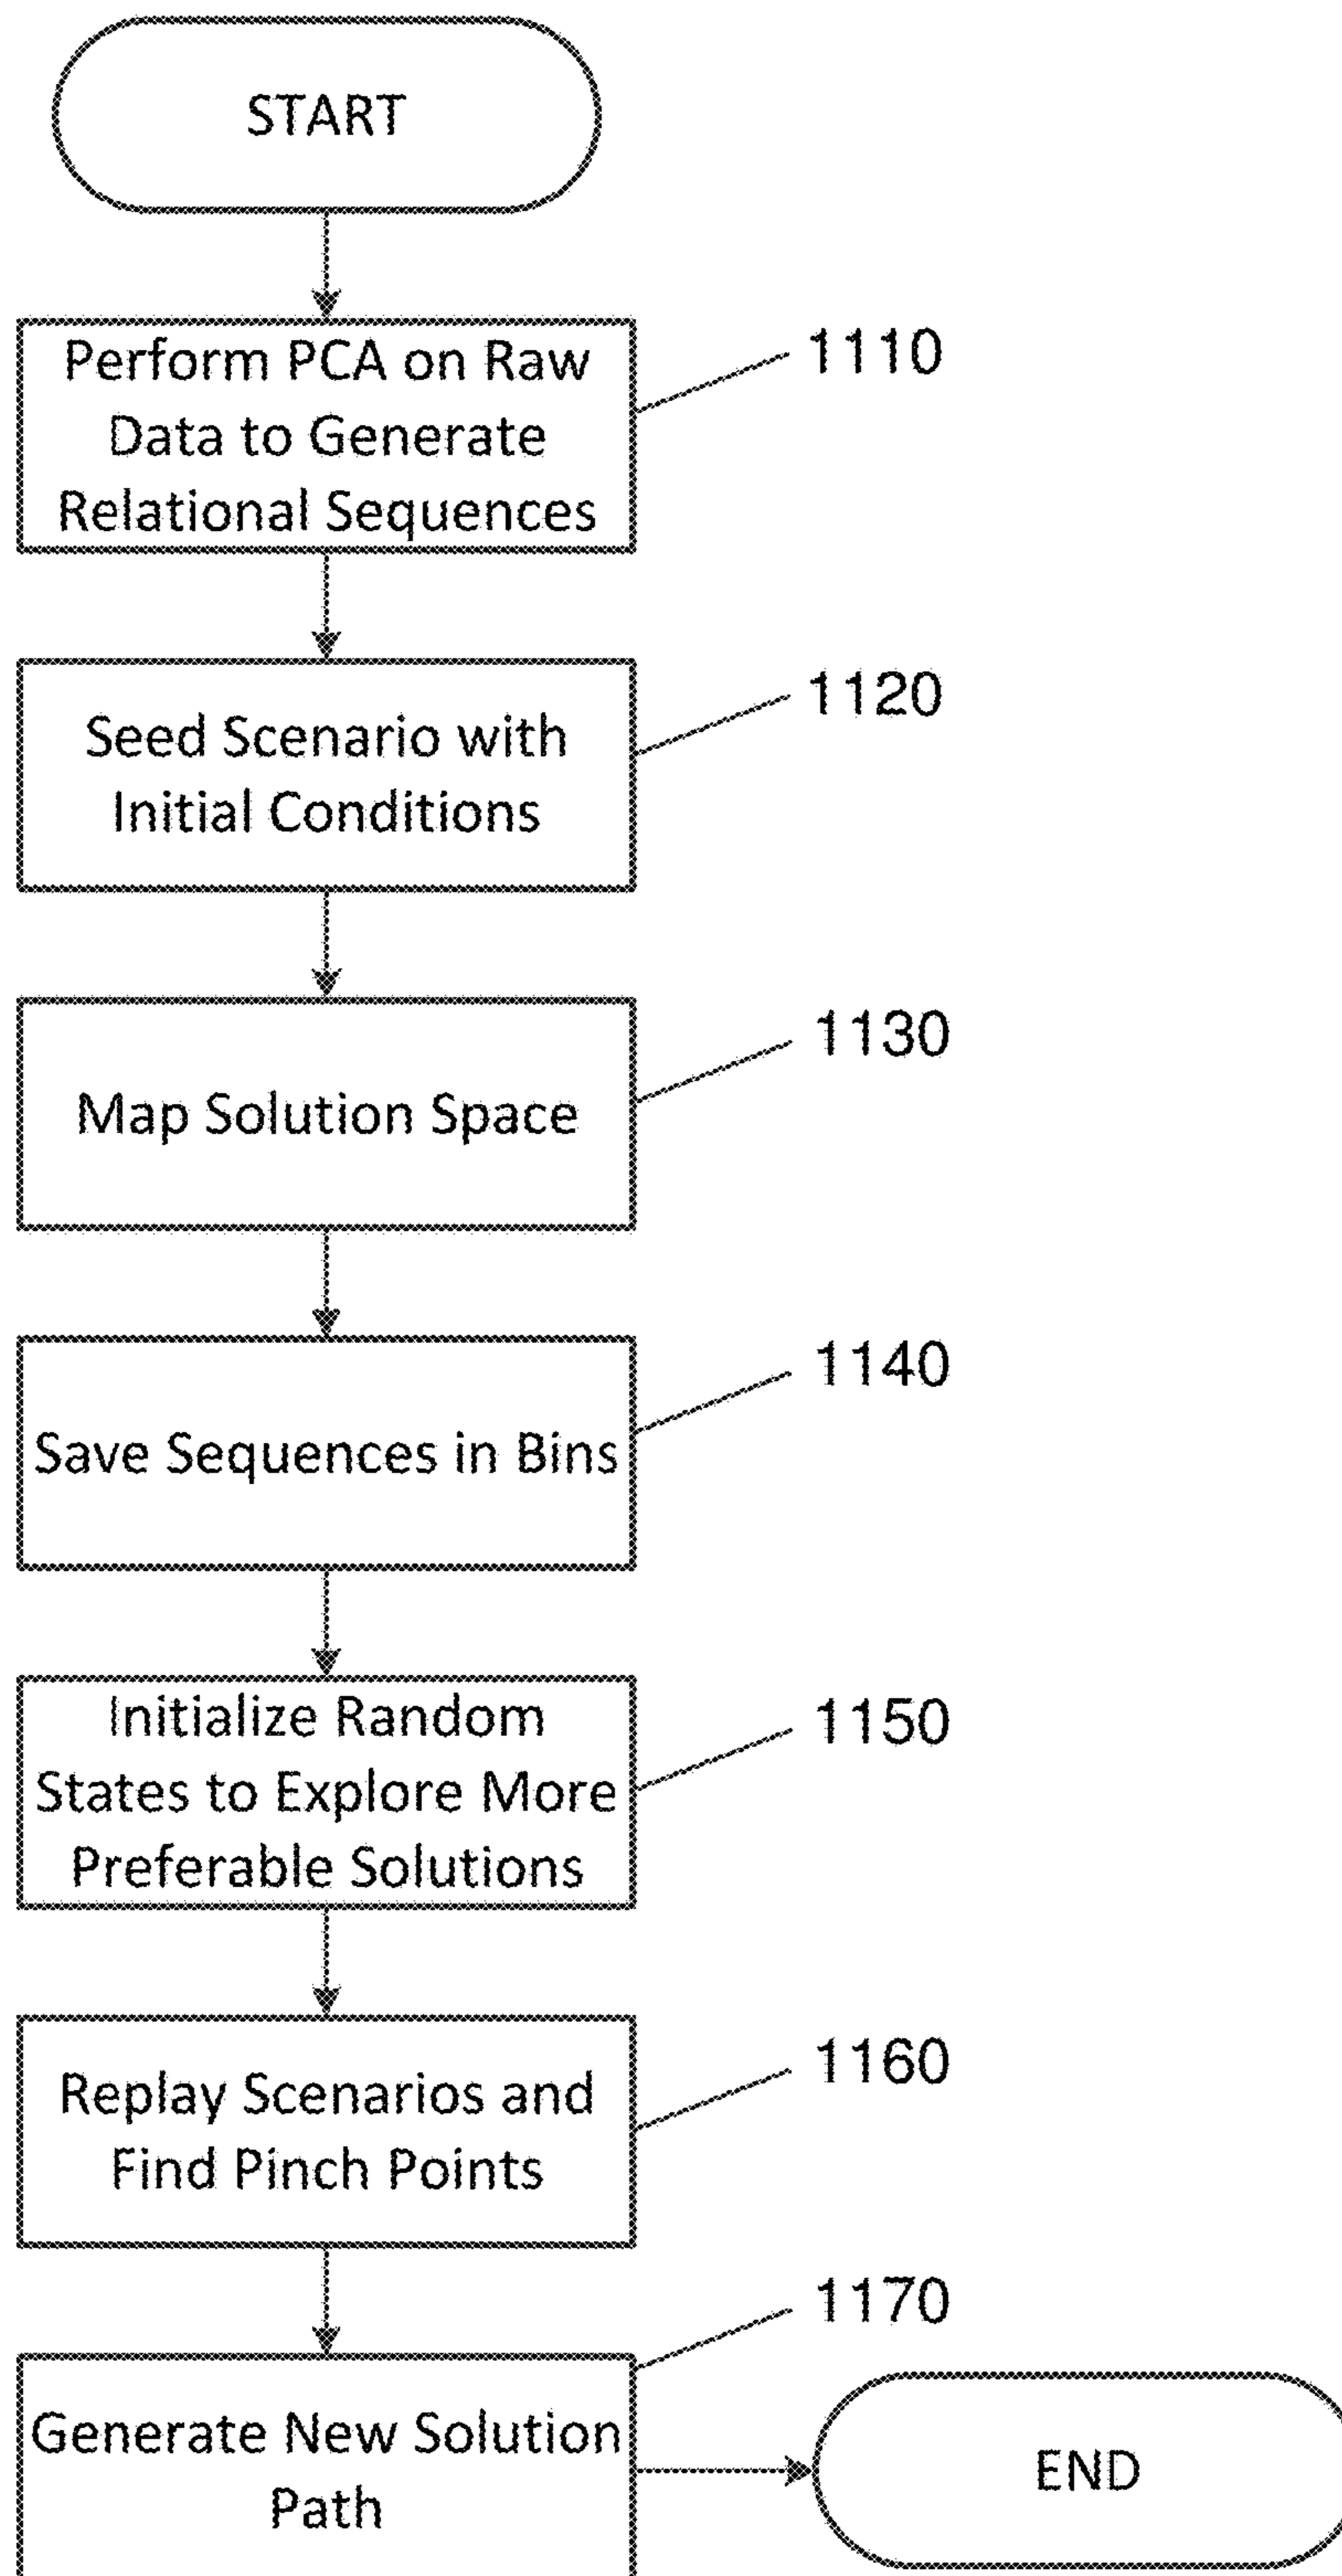 START
Perform PCA on Raw
Data to Generate
Relational Sequences
1110
Seed Scenario with
Initial Conditions
1120
Map Solution Space
1130
Save Sequences in Bins
1140
Initialize Random
States to Explore More
Preferable Solutions
1150
Replay Scenarios and
Find Pinch Points
1160
Generate New Solution
Path
1170
END